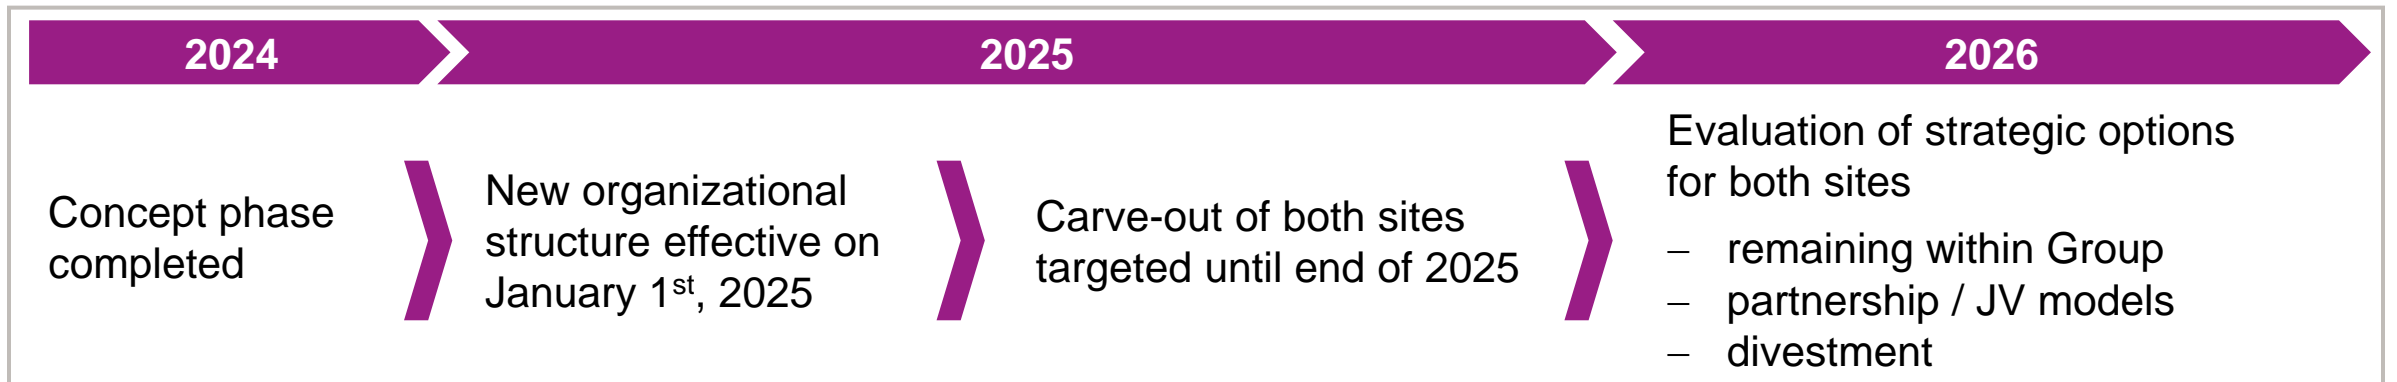 2024
2025
2026
Concept phase
completed
New organizational
structure effective on
January 1st, 2025
Carve-out of both sites
targeted until end of 2025
Evaluation of strategic options
for both sites
– remaining within Group
– partnership / JV models
– divestment